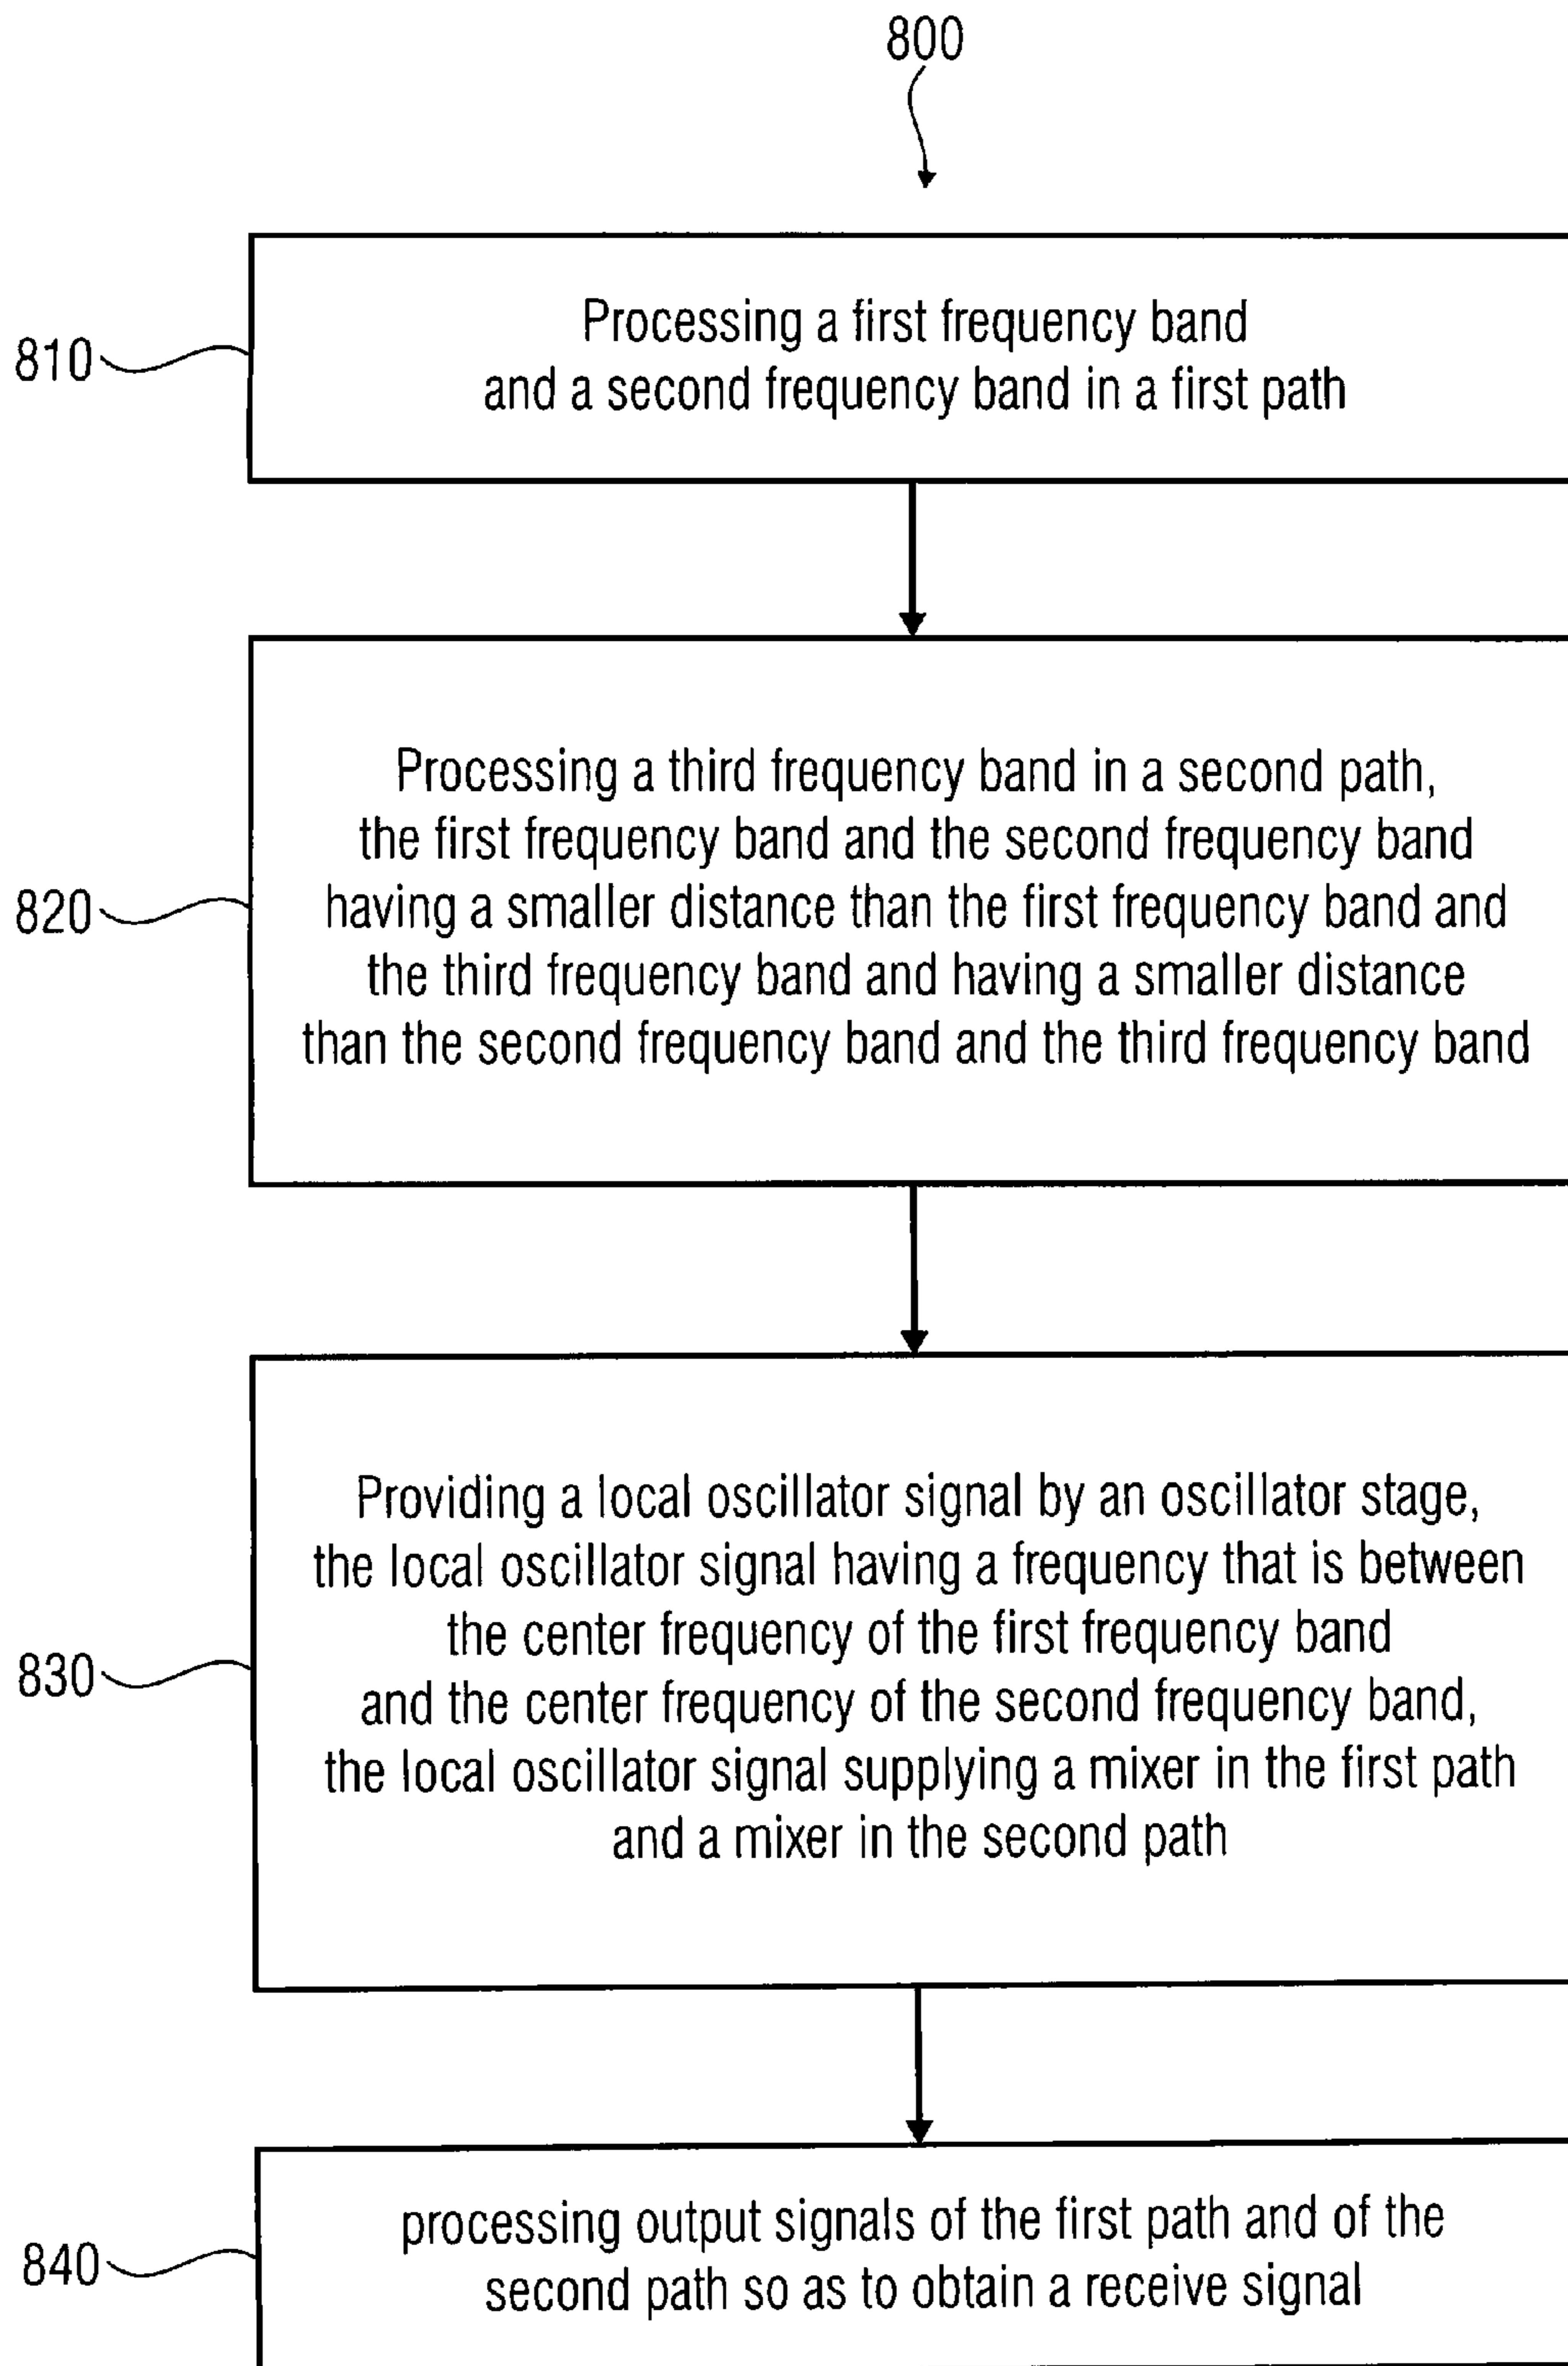 800
810
Processing a first frequency band
and a second frequency band in a first path
820
Processing a third frequency band in a second path,
the first frequency band and the second frequency band
having a smaller distance than the first frequency band and
the third frequency band and having a smaller distance
than the second frequency band and the third frequency band
830
Providing a local oscillator signal by an oscillator stage,
the local oscillator signal having a frequency that is between
the center frequency of the first frequency band
and the center frequency of the second frequency band,
the local oscillator signal supplying a mixer in the first path
and a mixer in the second path
840
processing output signals of the first path and of the
second path so as to obtain a receive signal